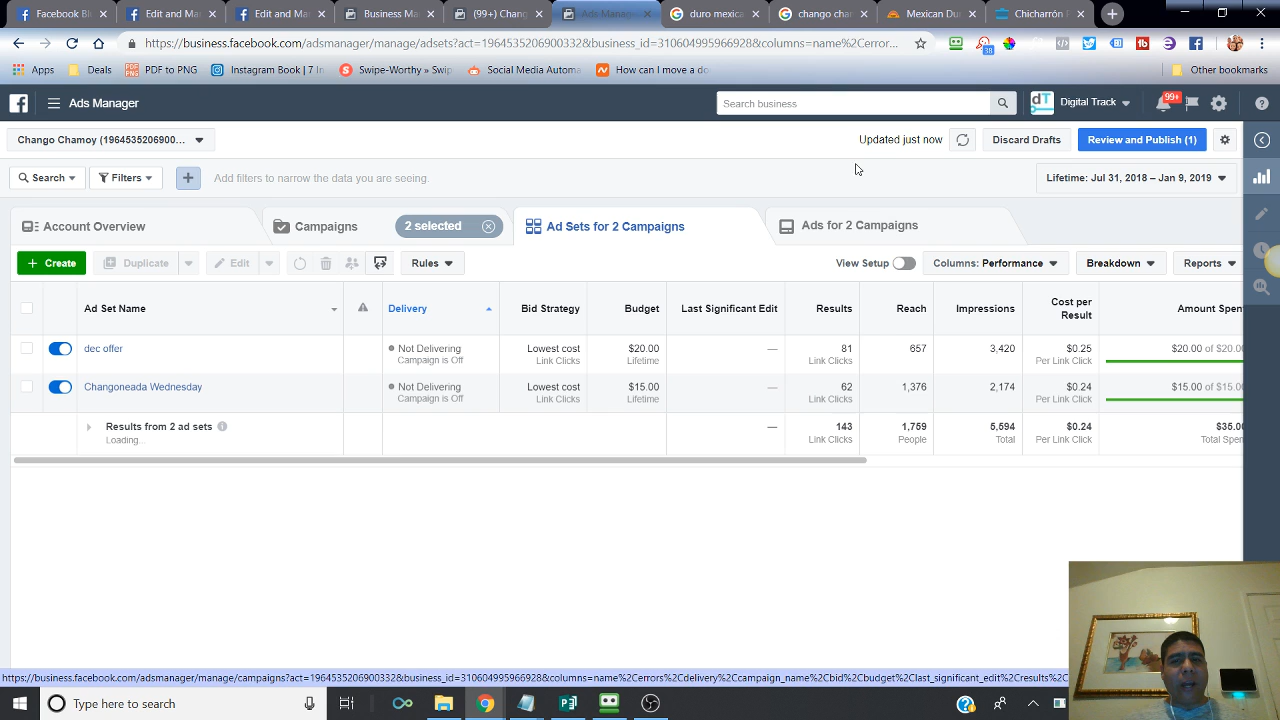 Facebook Bl
Edit and Ma
Edit and Ma
Business Ma
(99+) Chan
Ads Manag
duro mexica
chango cha
Mexican Du
Chicharrón
https://business.facebook.com/adsmanager/manage/adsets?act=1964535206900332&business_id=310604995966928&columns=name%2Cerror...
38
Apps
Deals
PDF to PNG
Instagram Book | 7 In
Swipe-Worthy » Swip
Social Media Automa
How can I move a do
Other bookmarks
Ads Manager
Search business
dT
Digital Track
99+
Chango Chamoy (1964535206900...
Updated just now
Discard Drafts
Review and Publish (1)
Search
Filters
Add filters to narrow the data you are seeing.
Lifetime: Jul 31, 2018 – Jan 9, 2019
Account Overview
Campaigns
2 selected
Ad Sets for 2 Campaigns
Ads for 2 Campaigns
+ Create
Duplicate
Edit
Rules
View Setup
Columns: Performance
Breakdown
Reports
Ad Set Name
Delivery
Bid Strategy
Budget
Last Significant Edit
Results
Reach
Impressions
Cost per
Result
Amount Spent
dec offer
Not Delivering
Campaign is Off
Lowest cost
Link Clicks
$20.00
Lifetime
—
81
Link Clicks
657
3,420
$0.25
Per Link Click
$20.00 of $20.00
Changoneada Wednesday
Not Delivering
Campaign is Off
Lowest cost
Link Clicks
$15.00
Lifetime
—
62
Link Clicks
1,376
2,174
$0.24
Per Link Click
$15.00 of $15.00
Results from 2 ad sets
Loading...
—
143
Link Clicks
1,759
People
5,594
Total
$0.24
Per Link Click
$35.00
Total Spent
https://business.facebook.com/adsmanager/manage/campaigns?act=1964535206900332&business_id=310604995966928&columns=name%2Cerrors%2Cdelivery%2Ccampaign_name%2Cbid%2Cbudget%2Clast_significant_edit%2Cresults%2C
Type here to search